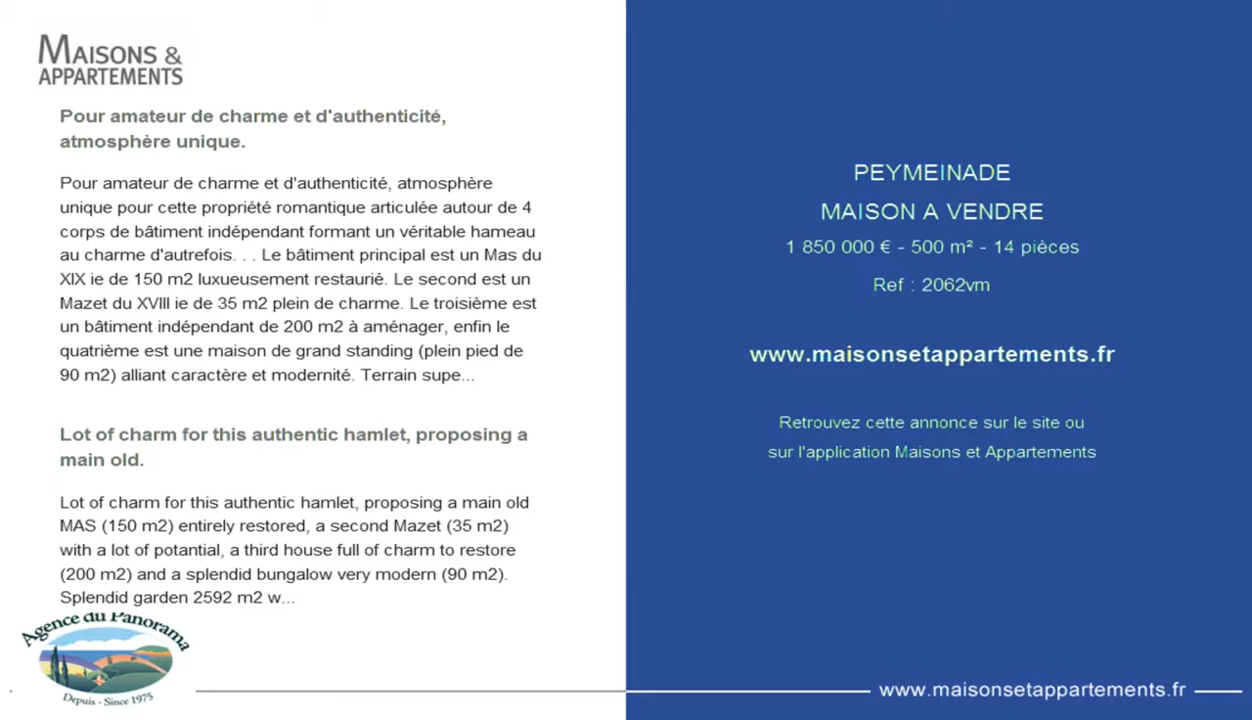 MAISONS &
APPARTEMENTS
Pour amateur de charme et d'authenticité,
atmosphère unique.
Pour amateur de charme et d'authenticité, atmosphère
unique pour cette propriété romantique articulée autour de 4
corps de bâtiment indépendant formant un véritable hameau
au charme d'autrefois. . . Le bâtiment principal est un Mas du
XIX ie de 150 m2 luxueusement restaurié. Le second est un
Mazet du XVIII ie de 35 m2 plein de charme. Le troisième est
un bâtiment indépendant de 200 m2 à aménager, enfin le
quatrième est une maison de grand standing (plein pied de
90 m2) alliant caractère et modernité. Terrain supe...
Lot of charm for this authentic hamlet, proposing a
main old.
Lot of charm for this authentic hamlet, proposing a main old
MAS (150 m2) entirely restored, a second Mazet (35 m2)
with a lot of potantial, a third house full of charm to restore
(200 m2) and a splendid bungalow very modern (90 m2).
Splendid garden 2592 m2 w...
Agence du Panorama
Depuis - Since 1975
PEYMEINADE
MAISON A VENDRE
1 850 000 € - 500 m² - 14 pièces
Ref : 2062vm
www.maisonsetappartements.fr
Retrouvez cette annonce sur le site ou
sur l'application Maisons et Appartements
www.maisonsetappartements.fr